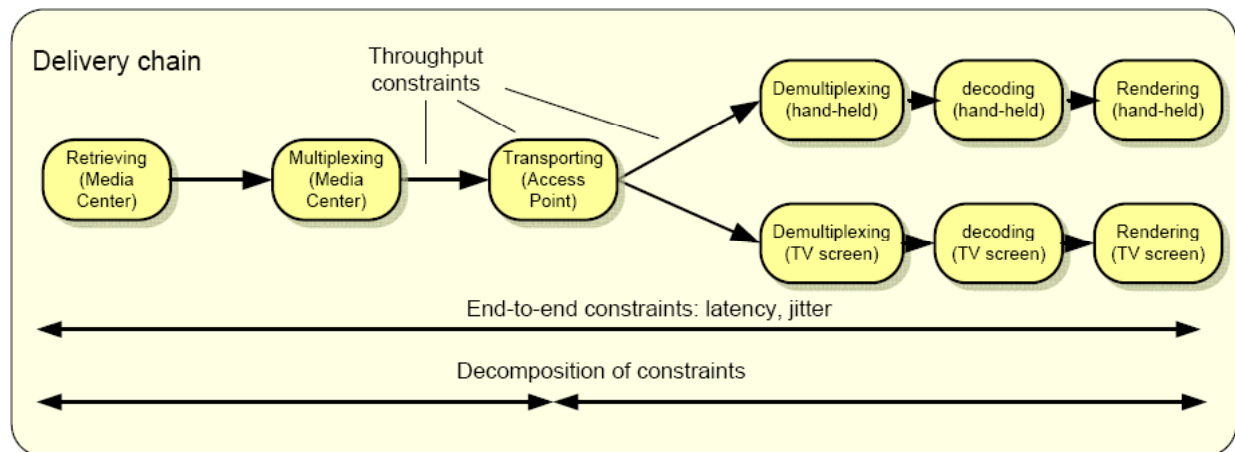 Delivery chain
Throughput
constraints
Retrieving
(Media
Center)
Multiplexing
(Media
Center)
Transporting
(Access
Point)
Demultiplexing
(hand-held)
decoding
(hand-held)
Rendering
(hand-held)
Demultiplexing
(TV screen)
decoding
(TV screen)
Rendering
(TV screen)
End-to-end constraints: latency, jitter
Decomposition of constraints